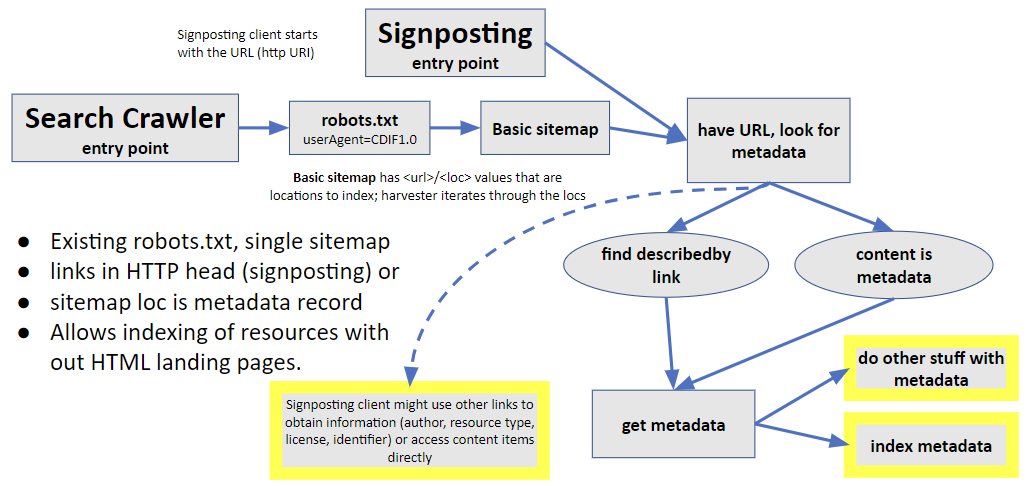 Signposting client starts
with the URL (http URI)
Signposting
entry point
Search Crawler
entry point
robots.txt
userAgent=CDIF1.0
Basic sitemap
have URL, look for
metadata
Basic sitemap has <url>/<loc> values that are
locations to index; harvester iterates through the locs
● Existing robots.txt, single sitemap
● links in HTTP head (signposting) or
● sitemap loc is metadata record
● Allows indexing of resources with
out HTML landing pages.
find describedby
link
content is
metadata
Signposting client might use other links to
obtain information (author, resource type,
license, identifier) or access content items
directly
get metadata
do other stuff with
metadata
index metadata